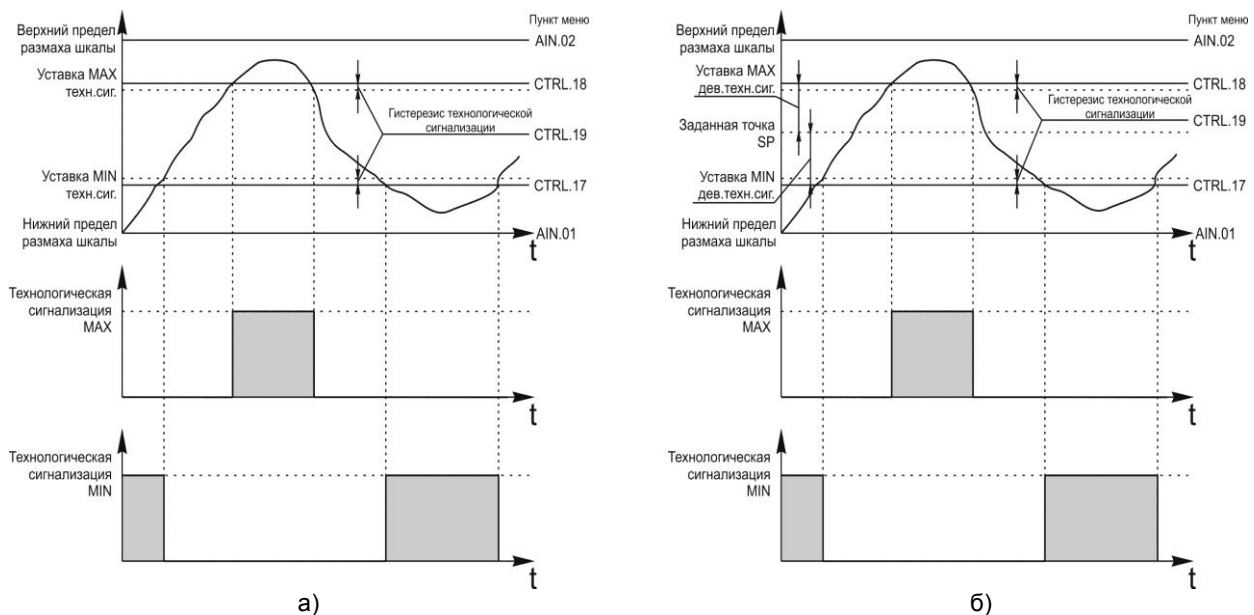 Пункт меню
Верхний предел
размаха шкалы
AIN.02
Уставка MAX
техн.сиг.
CTRL.18
Гистерезис технологической
сигнализации
CTRL.19
Уставка MIN
техн.сиг.
CTRL.17
Нижний предел
размаха шкалы
AIN.01
t
Технологическая
сигнализация
MAX
t
Технологическая
сигнализация
MIN
t
а)
Пункт меню
Верхний предел
размаха шкалы
AIN.02
Уставка MAX
дев.техн.сиг.
CTRL.18
Гистерезис технологической
сигнализации
CTRL.19
Заданная точка
SP
Уставка MIN
дев.техн.сиг.
CTRL.17
Нижний предел
размаха шкалы
AIN.01
t
Технологическая
сигнализация
MAX
t
Технологическая
сигнализация
MIN
t
б)